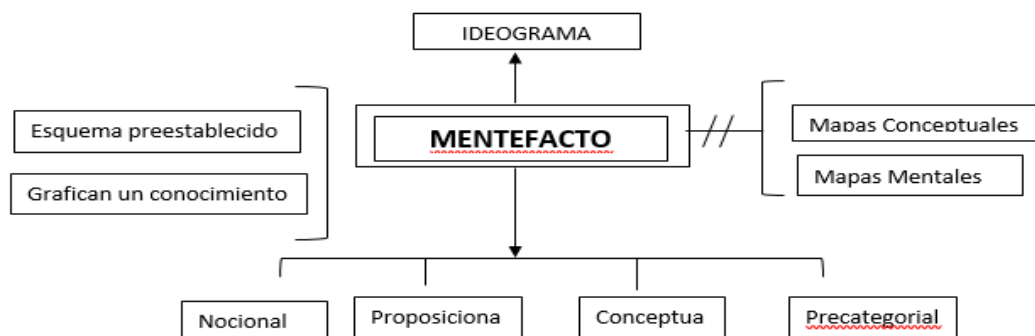 IDEOGRAMA
Esquema preestablecido
Grafican un conocimiento
MENTEFACTO
Mapas Conceptuales
Mapas Mentales
Nocional
Proposiciona
Conceptua
Precategorial